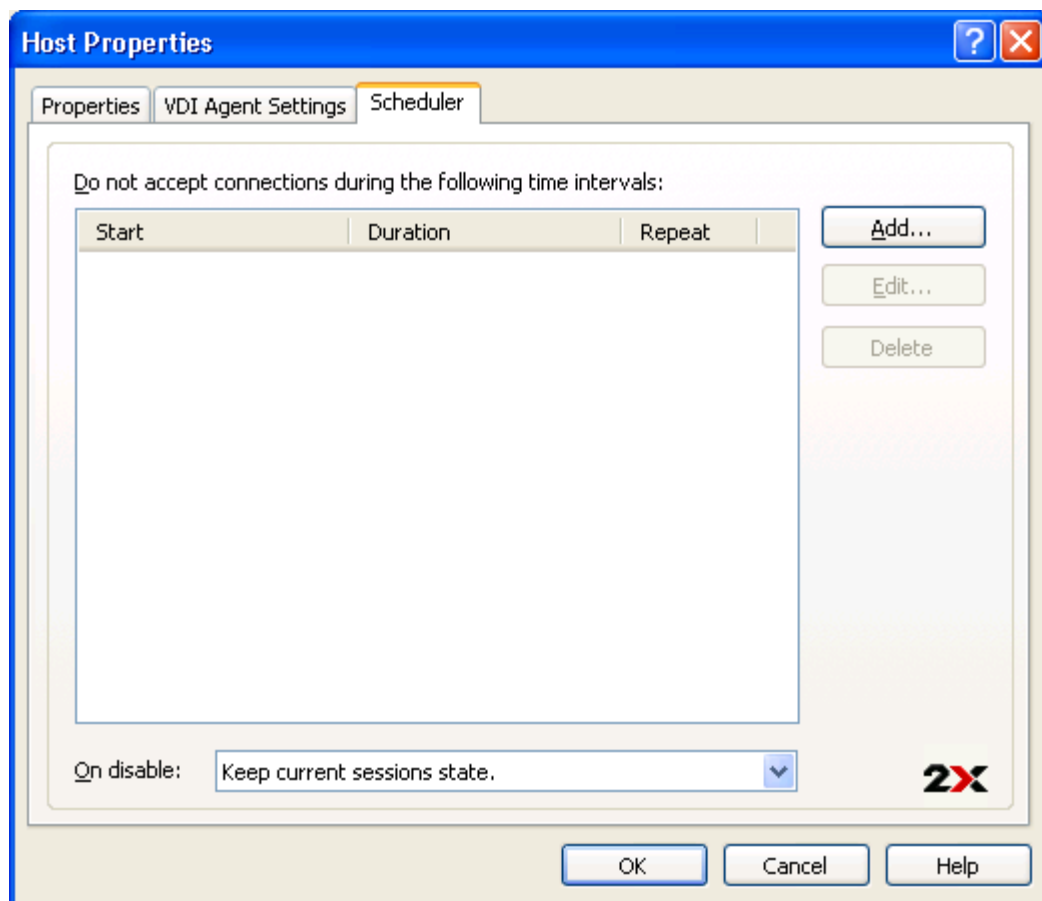 Host Properties
Properties VDI Agent Settings Scheduler
Do not accept connections during the following time intervals:
Start Duration Repeat
Add...
Edit...
Delete
On disable: Keep current sessions state.
2X
OK Cancel Help